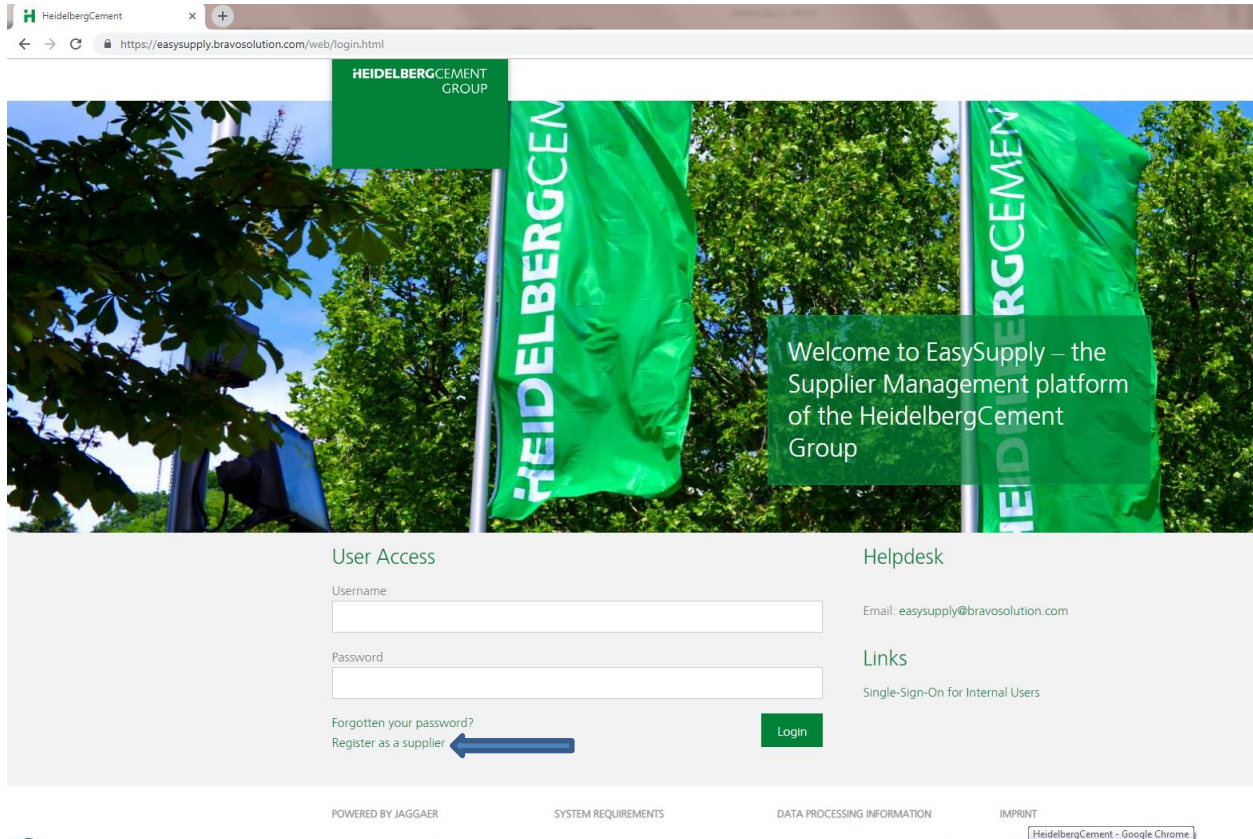 HeidelbergCement
https://easysupply.bravosolution.com/web/login.html
HEIDELBERGCEMENT
GROUP
HEIDELBERGCEM
HEIDELBERGCEMEN
Welcome to EasySupply – the
Supplier Management platform
of the HeidelbergCement
Group
User Access
Username
Password
Forgotten your password?
Register as a supplier
Login
Helpdesk
Email: easysupply@bravosolution.com
Links
Single-Sign-On for Internal Users
POWERED BY JAGGAER
SYSTEM REQUIREMENTS
DATA PROCESSING INFORMATION
IMPRINT
HeidelbergCement - Google Chrome